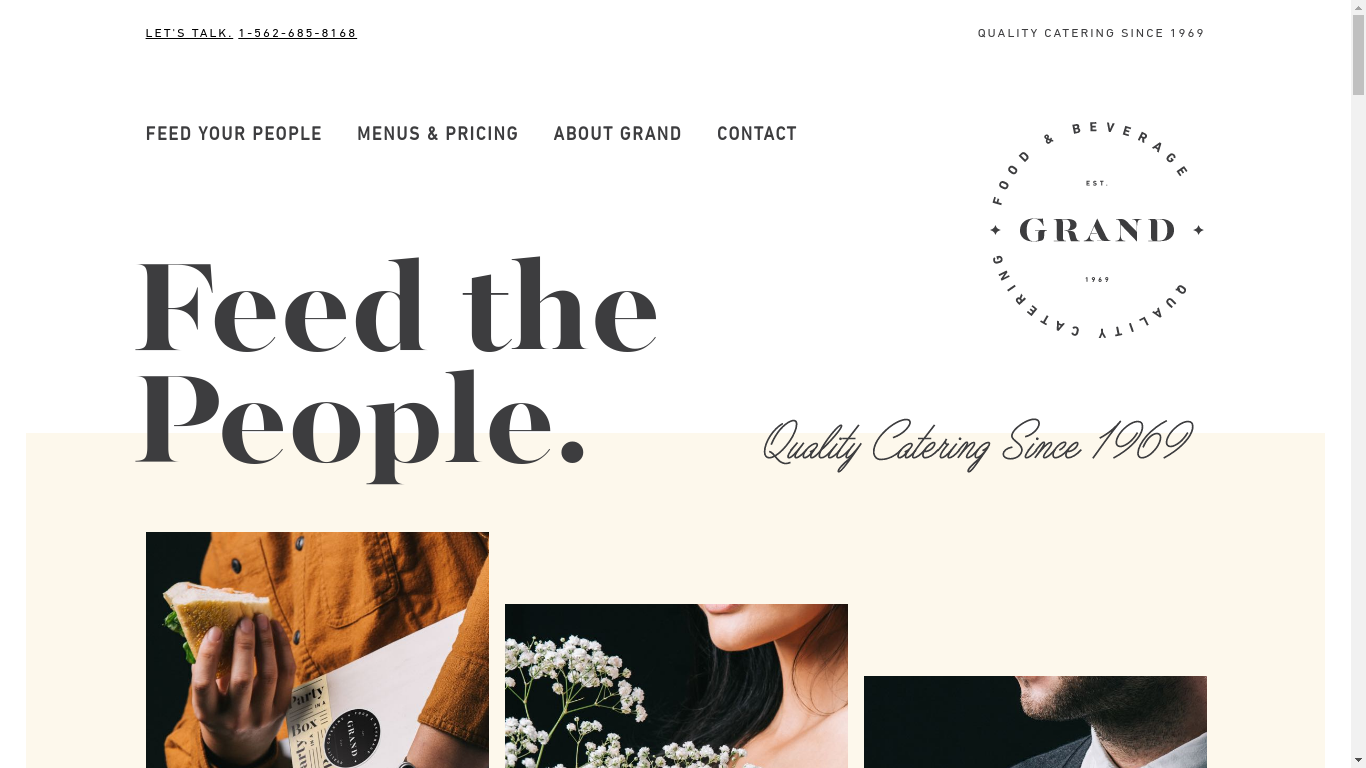 LET'S TALK. 1-562-685-8168
QUALITY CATERING SINCE 1969
FEED YOUR PEOPLE
MENUS & PRICING
ABOUT GRAND
CONTACT
FOOD & BEVERAGE
EST.
GRAND
1969
QUALITY CATERING
Feed the
People.
Quality Catering Since 1969
Party
IN A
Box
Party
GRAND